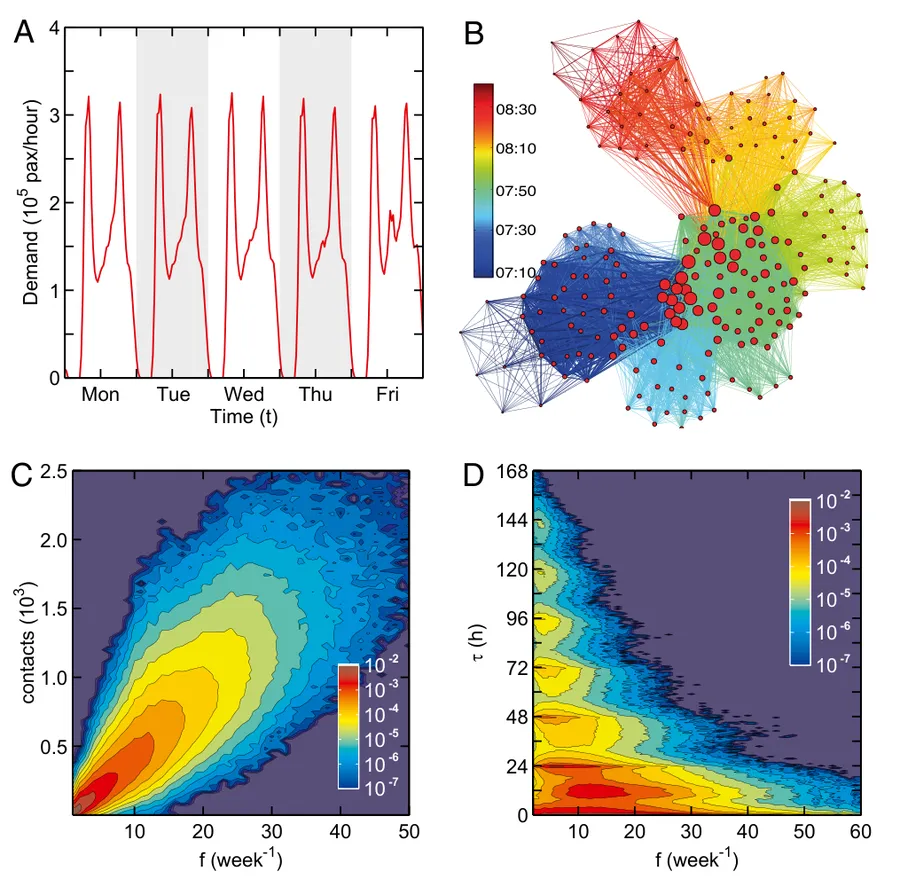 A
4
3
2
1
0
Demand (10⁵ pax/hour)
Mon Tue Wed Thu Fri
Time (t)
B
08:30
08:10
07:50
07:30
07:10
C
2.5
2.0
1.5
1.0
0.5
contacts (10³)
10 20 30 40 50
f (week⁻¹)
10⁻²
10⁻³
10⁻⁴
10⁻⁵
10⁻⁶
10⁻⁷
D
168
144
120
96
72
48
24
0
τ (h)
10 20 30 40 50 60
f (week⁻¹)
10⁻²
10⁻³
10⁻⁴
10⁻⁵
10⁻⁶
10⁻⁷